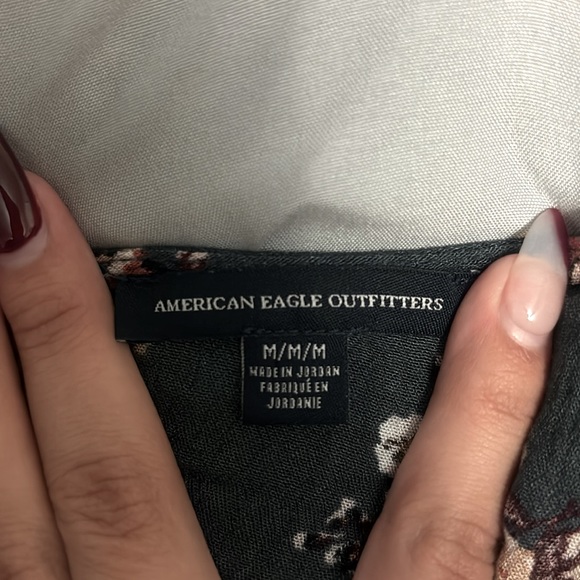 AMERICAN EAGLE OUTFITTERS
M/M/M
MADE IN JORDAN
FABRIQUÉ EN
JORDANIE